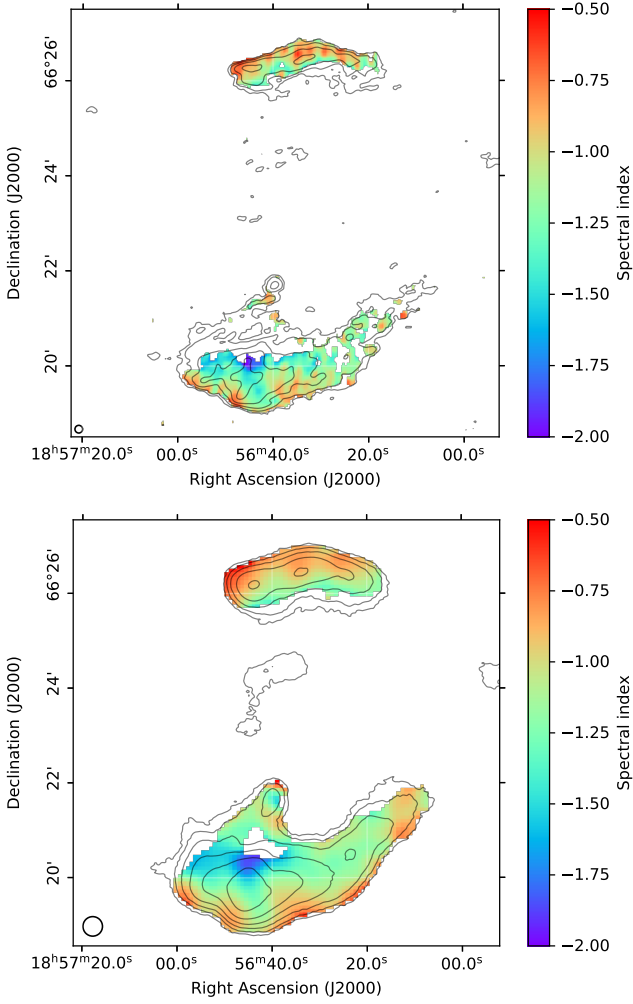 66°26'
24'
22'
20'
Declination (J2000)
18ʰ57ᵐ20.0ˢ 00.0ˢ 56ᵐ40.0ˢ 20.0ˢ 00.0ˢ
Right Ascension (J2000)
−0.50
−0.75
−1.00
−1.25
−1.50
−1.75
−2.00
Spectral index
66°26'
24'
22'
20'
Declination (J2000)
18ʰ57ᵐ20.0ˢ 00.0ˢ 56ᵐ40.0ˢ 20.0ˢ 00.0ˢ
Right Ascension (J2000)
−0.50
−0.75
−1.00
−1.25
−1.50
−1.75
−2.00
Spectral index